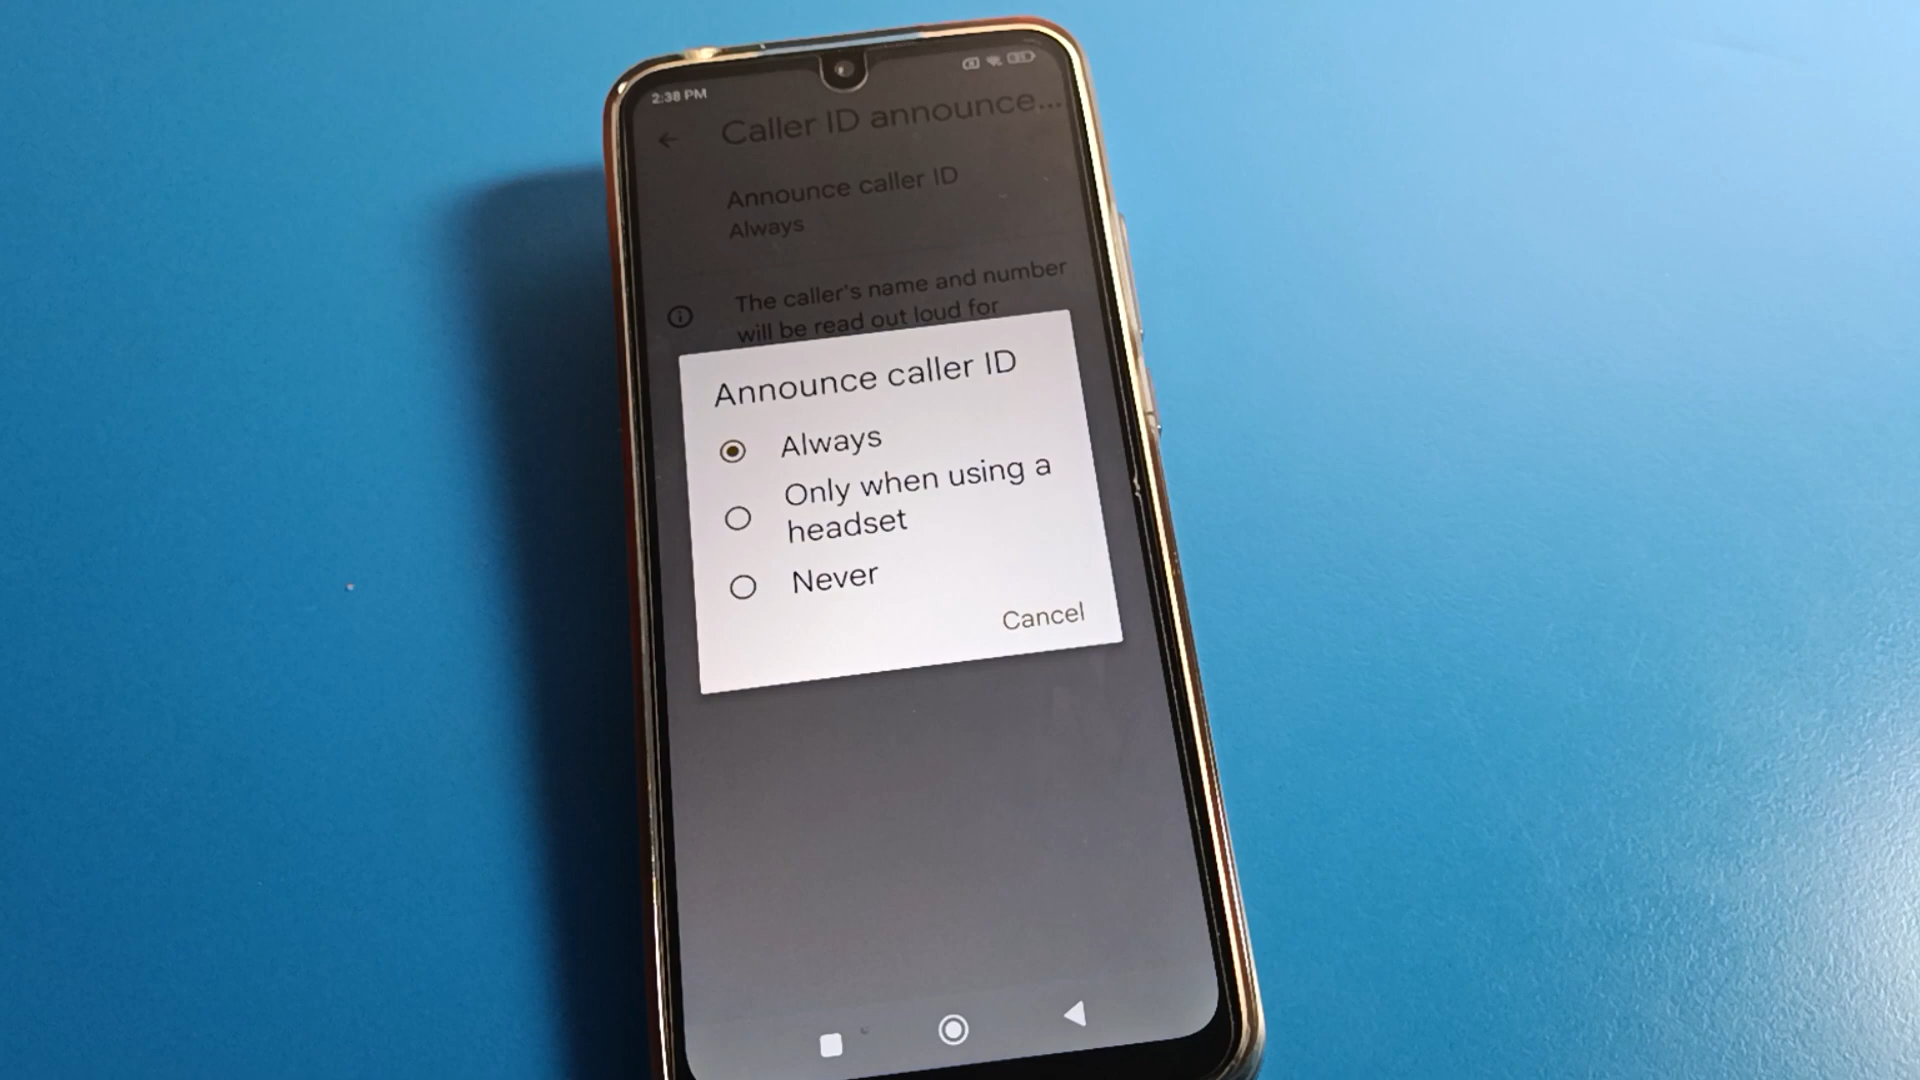 2:38 PM
Caller ID announce...
Announce caller ID
Always
The caller's name and number
will be read out loud for
Announce caller ID
Always
Only when using a
headset
Never
Cancel